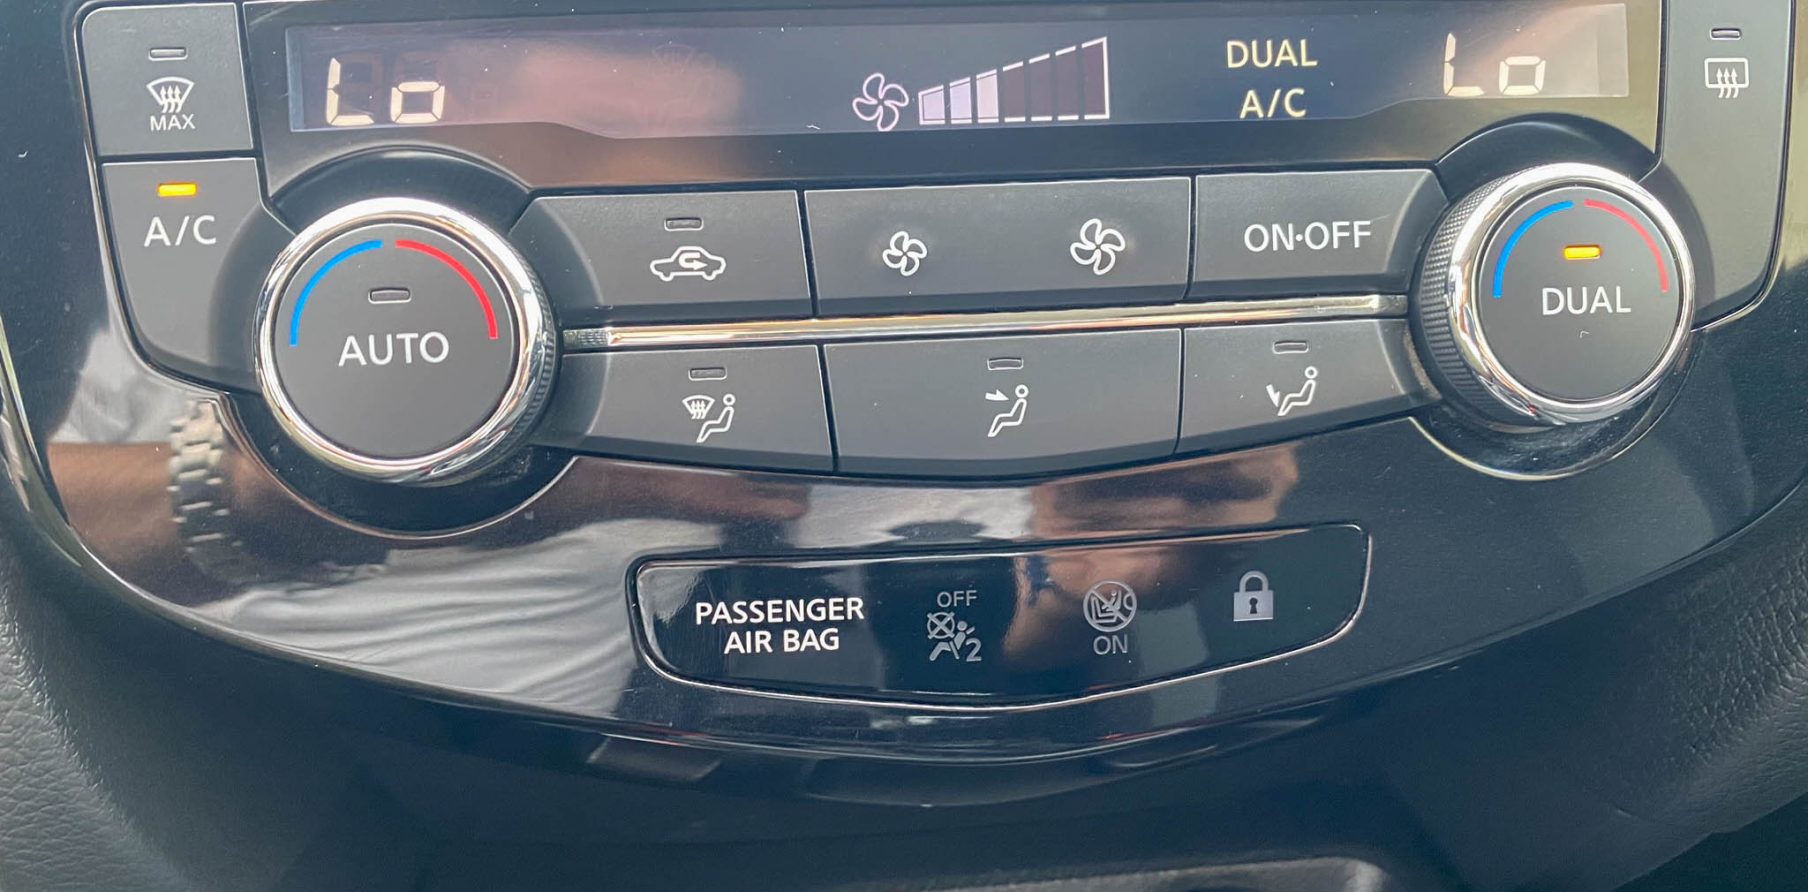 Lo
DUAL
A/C
Lo
MAX
A/C
AUTO
ON•OFF
DUAL
PASSENGER
AIR BAG
OFF
2
ON